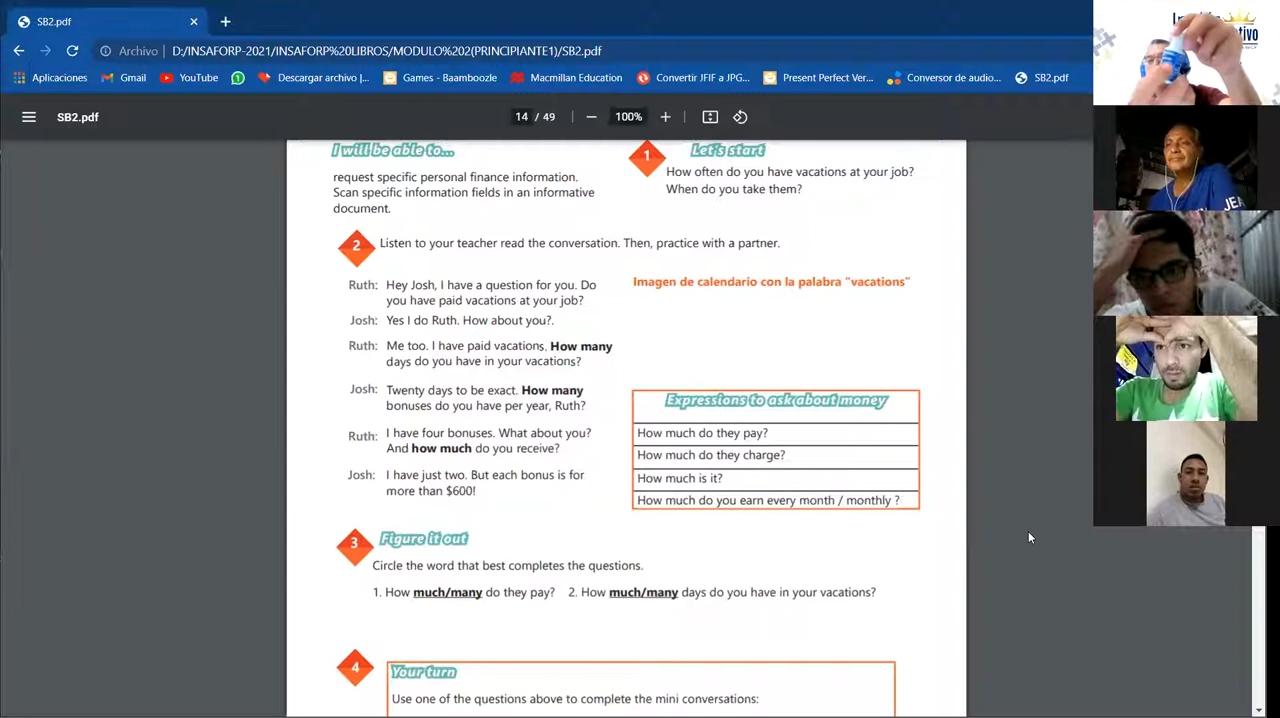 SB2.pdf
Archivo D:/INSAFORP-2021/INSAFORP%20LIBROS/MODULO%202(PRINCIPIANTE1)/SB2.pdf
Aplicaciones Gmail YouTube Descargar archivo |... Games - Baamboozle Macmillan Education Convertir JFIF a JPG... Present Perfect Ver... Conversor de audio... SB2.pdf
SB2.pdf 14 / 49 100%
I will be able to...
request specific personal finance information.
Scan specific information fields in an informative
document.
1 Let's start
How often do you have vacations at your job?
When do you take them?
2 Listen to your teacher read the conversation. Then, practice with a partner.
Ruth: Hey Josh, I have a question for you. Do
you have paid vacations at your job?
Josh: Yes I do Ruth. How about you?.
Ruth: Me too. I have paid vacations. How many
days do you have in your vacations?
Josh: Twenty days to be exact. How many
bonuses do you have per year, Ruth?
Ruth: I have four bonuses. What about you?
And how much do you receive?
Josh: I have just two. But each bonus is for
more than $600!
Imagen de calendario con la palabra "vacations"
Expressions to ask about money
How much do they pay?
How much do they charge?
How much is it?
How much do you earn every month / monthly ?
3 Figure it out
Circle the word that best completes the questions.
1. How much/many do they pay? 2. How much/many days do you have in your vacations?
4 Your turn
Use one of the questions above to complete the mini conversations:
JEA